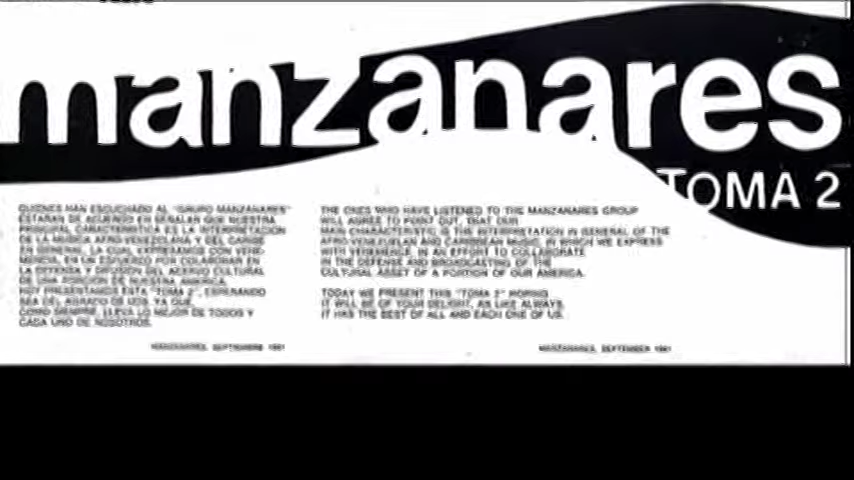 manzanares
TOMA 2
QUIENES HAN ESCUCHADO AL "GRUPO MANZANARES"
ESTARAN DE ACUERDO EN SEÑALAR QUE NUESTRA
PRINCIPAL CARACTERISTICA ES LA INTERPRETACION
DE LA MUSICA AFRO VENEZOLANA Y DEL CARIBE
EN GENERAL, LA CUAL EXPRESAMOS CON VEHE-
MENCIA, EN UN ESFUERZO POR COLABORAR EN
LA DEFENSA Y DIFUSION DEL ACERVO CULTURAL
DE UNA PORCION DE NUESTRA AMERICA.
HOY PRESENTAMOS ESTA "TOMA 2", ESPERANDO
SEA DEL AGRADO DE UDS. YA QUE,
COMO SIEMPRE, LLEVA LO MEJOR DE TODOS Y
CADA UNO DE NOSOTROS.
MANZANARES, SEPTIEMBRE 1981
THE ONES WHO HAVE LISTENED TO THE MANZANARES GROUP
WILL AGREE TO POINT OUT, THAT OUR
MAIN CHARACTERISTIC IS THE INTERPRETATION IN GENERAL OF THE
AFRO VENEZUELAN AND CARIBBEAN MUSIC, IN WHICH WE EXPRESS
WITH VEHEMENCE, IN AN EFFORT TO COLLABORATE
IN THE DEFENSE AND BROADCASTING OF THE
CULTURAL ASSET OF A PORTION OF OUR AMERICA.
TODAY WE PRESENT THIS "TOMA 2" HOPING
IT WILL BE OF YOUR DELIGHT, AS LIKE ALWAYS,
IT HAS THE BEST OF ALL AND EACH ONE OF US.
MANZANARES, SEPTEMBER 1981